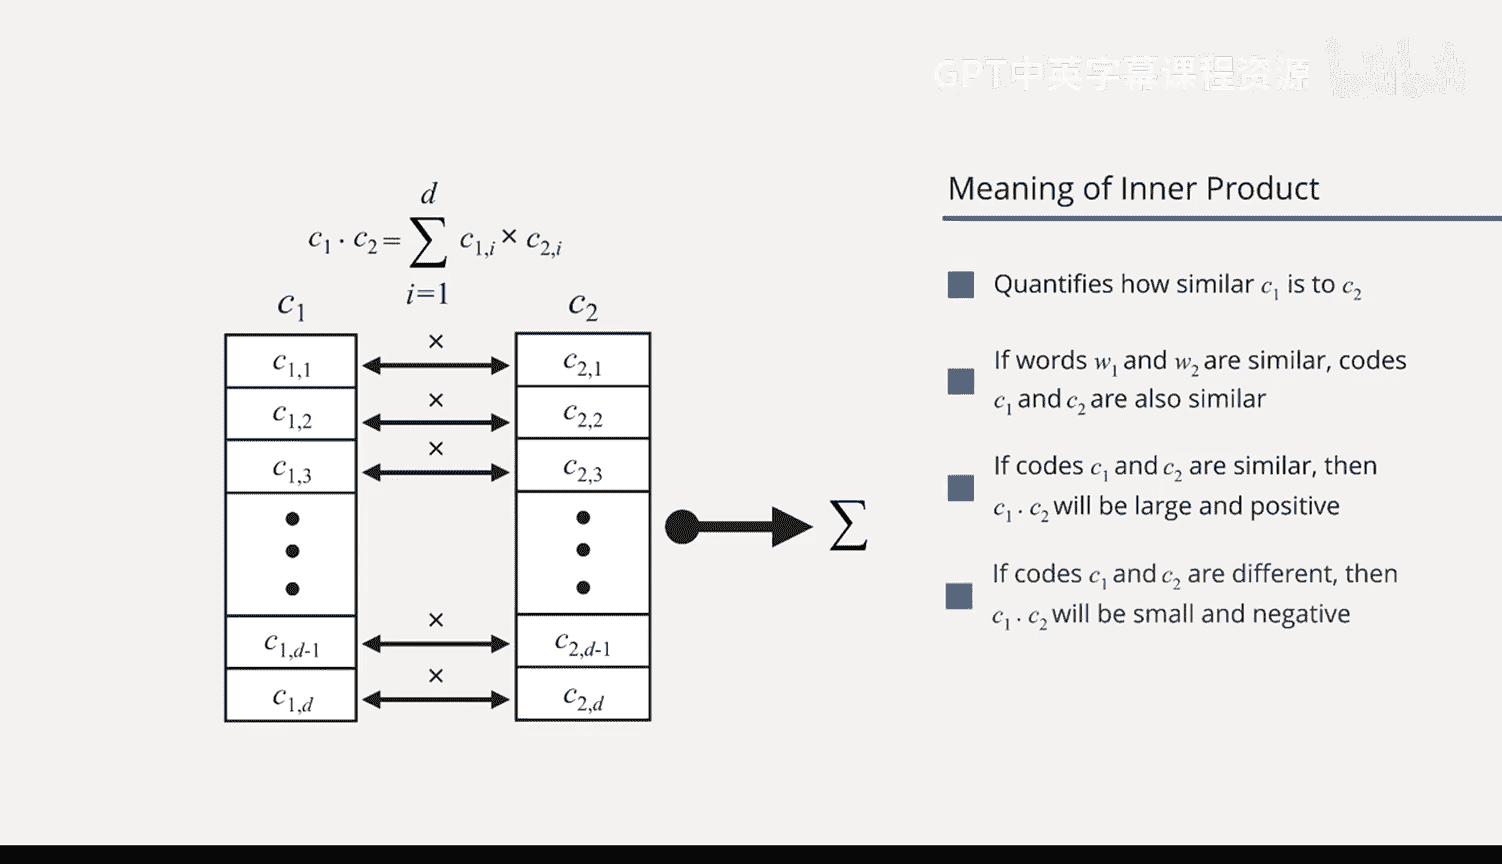 GPT中英字幕课程资源
d
c₁ · c₂ = ∑ c₁,ᵢ × c₂,ᵢ
i=1
c₁ c₂
×
c₁,₁ c₂,₁
×
c₁,₂ c₂,₂
×
c₁,₃ c₂,₃
∑
×
c₁,d-1 c₂,d-1
×
c₁,d c₂,d
Meaning of Inner Product
Quantifies how similar c₁ is to c₂
If words w₁ and w₂ are similar, codes
c₁ and c₂ are also similar
If codes c₁ and c₂ are similar, then
c₁ . c₂ will be large and positive
If codes c₁ and c₂ are different, then
c₁ . c₂ will be small and negative